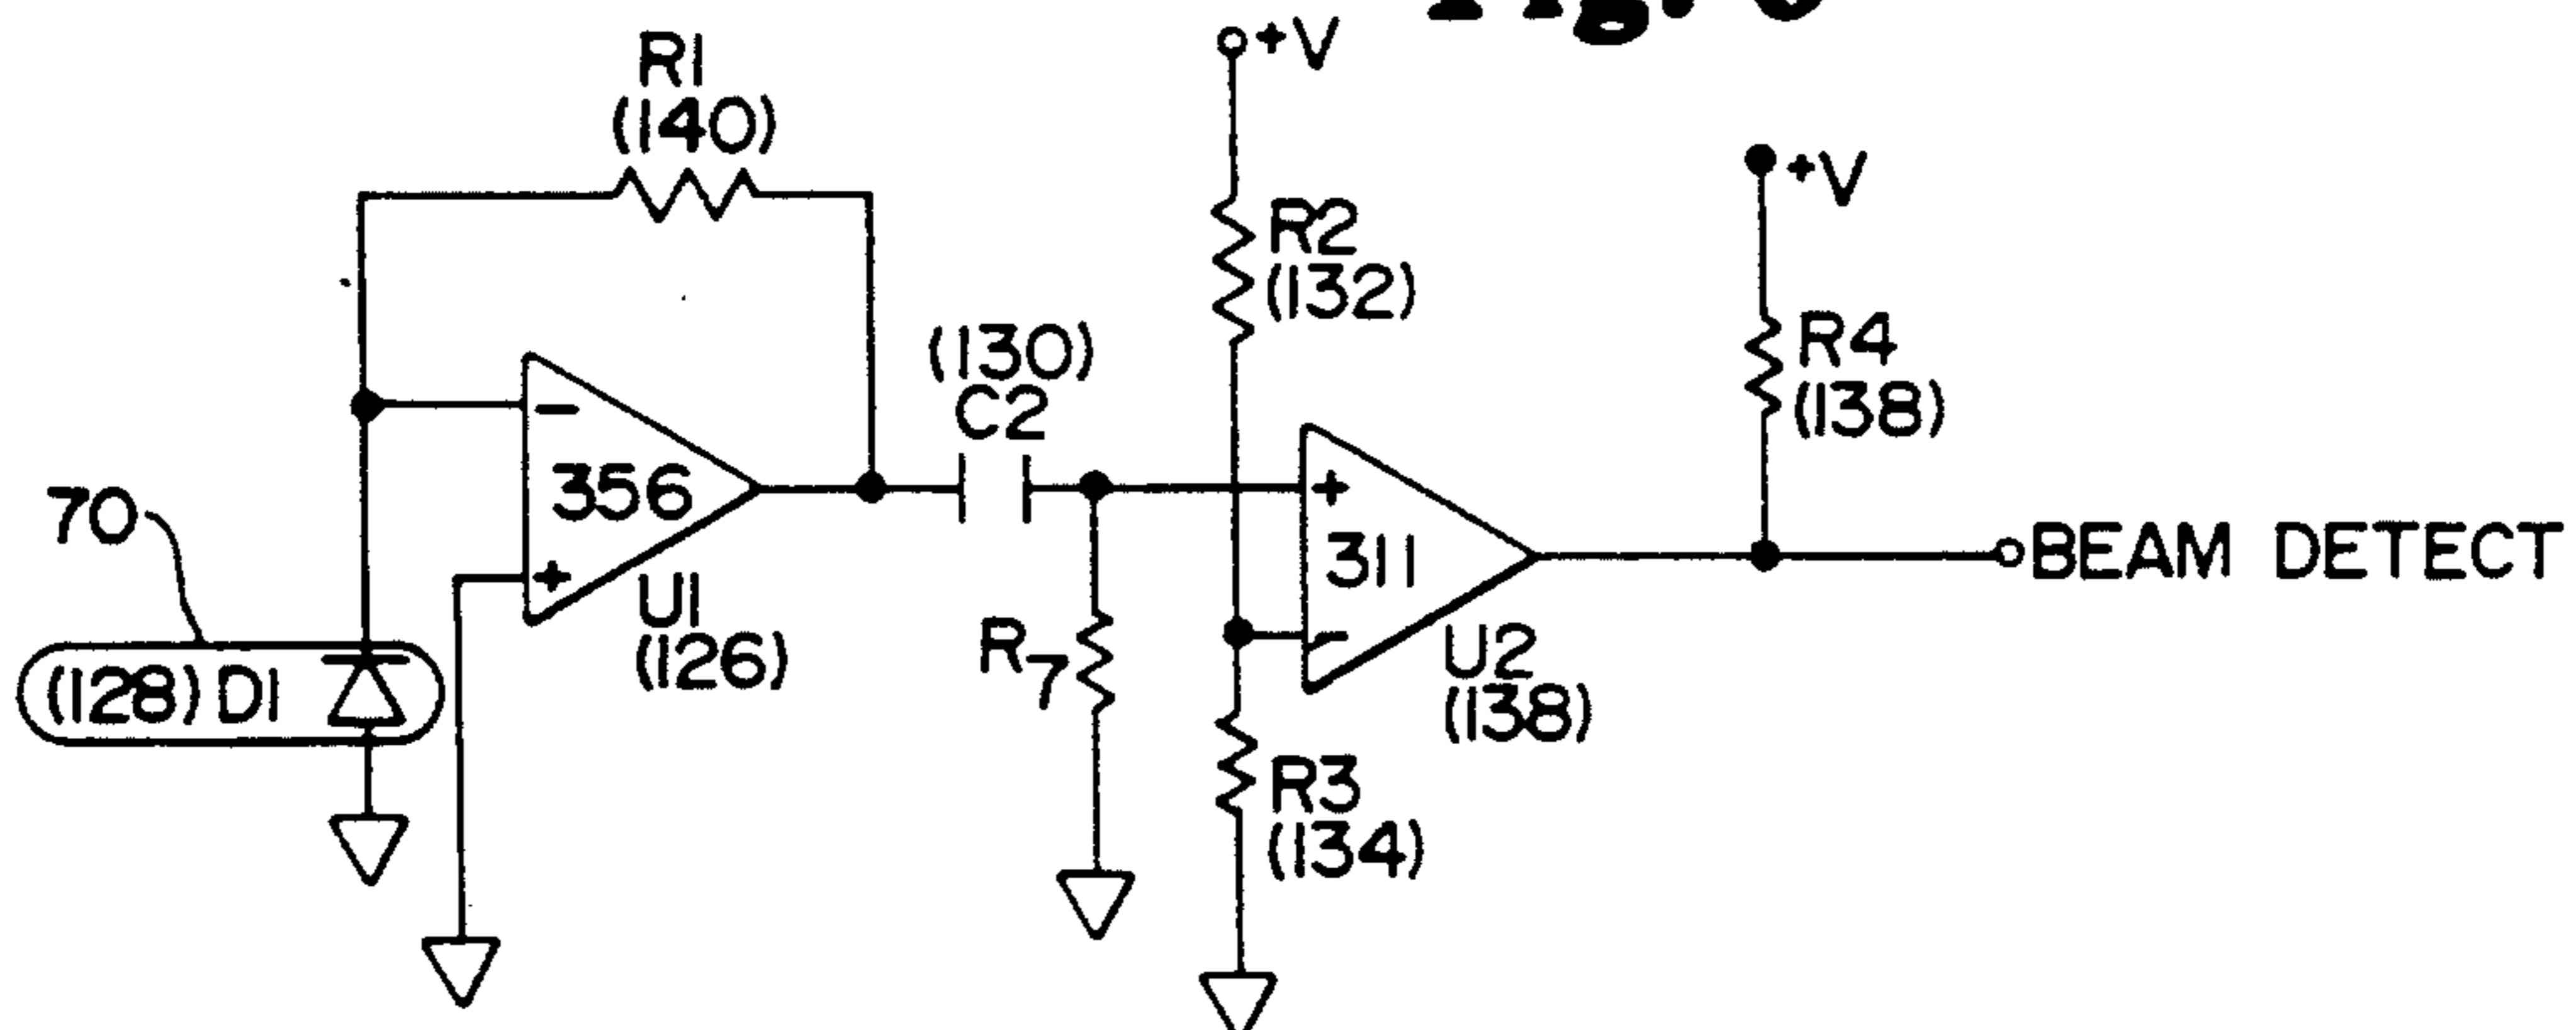 +V
R1
(140)
+V
R2
(132)
R4
(138)
(130)
C2
-
356
+
U1
(126)
70
+
311
-
BEAM DETECT
U2
(138)
R7
(128) D1
R3
(134)